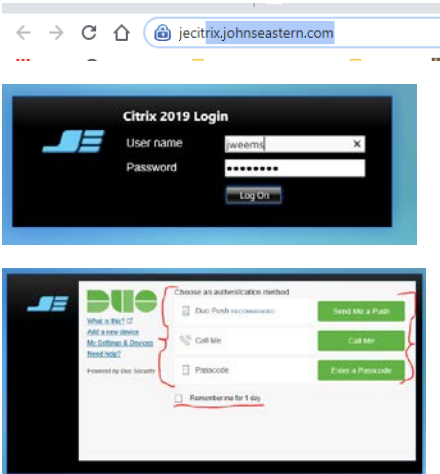 jecitrix.johnseastern.com
Citrix 2019 Login
User name
jweems
Password
••••••••
Log On
DUO
What is this?
Add a new device
My Settings & Devices
Need help?
Powered by Duo Security
Choose an authentication method
Duo Push RECOMMENDED
Send Me a Push
Call Me
Call Me
Passcode
Enter a Passcode
Remember me for 1 day